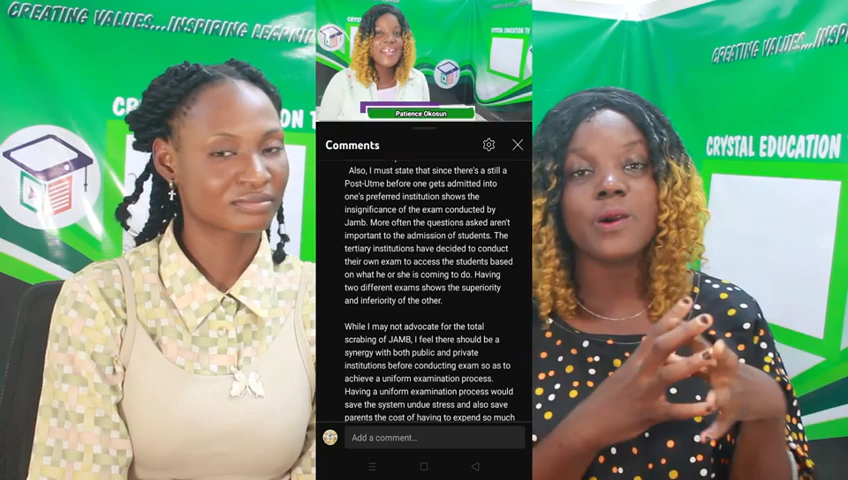 CREATING VALUES...INSPIRING LEARNI
CR
T
CRYSTAL EDUCATION TV
Patience Okosun
Comments
Also, I must state that since there's a still a
Post-Utme before one gets admitted into
one's preferred institution shows the
insignificance of the exam conducted by
Jamb. More often the questions asked aren't
important to the admission of students. The
tertiary institutions have decided to conduct
their own exam to access the students based
on what he or she is coming to do. Having
two different exams shows the superiority
and inferiority of the other.
While I may not advocate for the total
scrabing of JAMB, I feel there should be a
synergy with both public and private
institutions before conducting exam so as to
achieve a uniform examination process.
Having a uniform examination process would
save the system undue stress and also save
parents the cost of having to expend so much
Add a comment...
CREATING VALUES...INSP
CRYSTAL EDUCATION T